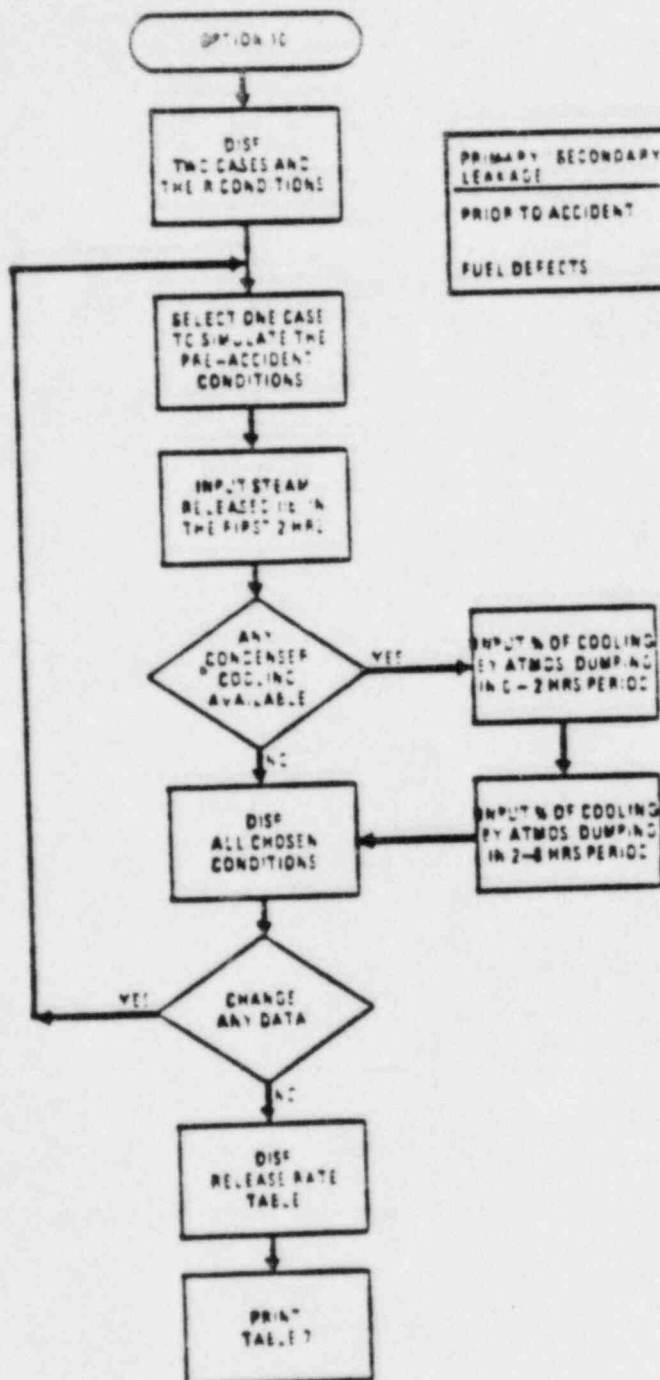 OPTION 10
DISP
TWO CASES AND
THE R CONDITIONS
PRIMARY SECONDARY
LEAKAGE
PRIOR TO ACCIDENT
FUEL DEFECTS
SELECT ONE CASE
TO SIMULATE THE
PRE-ACCIDENT
CONDITIONS
INPUT STEAM
RELEASED IN
THE FIRST 2 HRS
ANY
CONDENSER
COOLING
AVAILABLE
YES
INPUT % OF COOLING
BY ATMOS. DUMPING
IN 0-2 HRS PERIOD
NO
DISP
ALL CHOSEN
CONDITIONS
INPUT % OF COOLING
BY ATMOS. DUMPING
IN 2-8 HRS PERIOD
YES
CHANGE
ANY DATA
NO
DISP
RELEASE RATE
TABLE
PRINT
TABLE